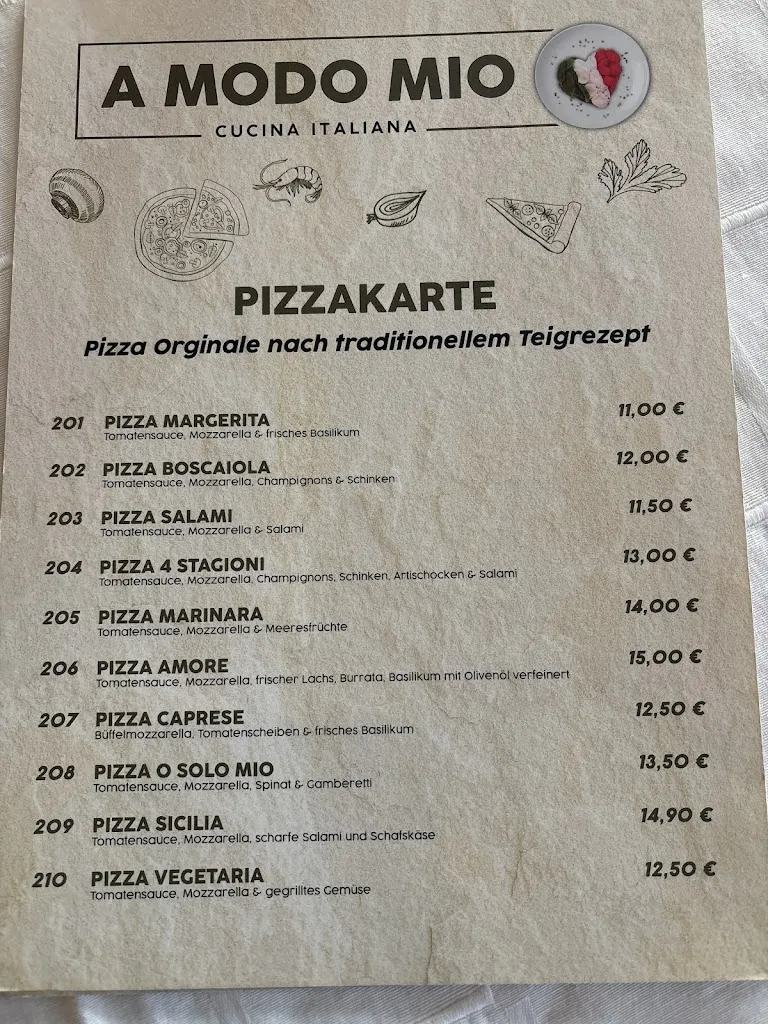 A MODO MIO
CUCINA ITALIANA
PIZZAKARTE
Pizza Orginale nach traditionellem Teigrezept
201 PIZZA MARGERITA 11,00 €
Tomatensauce, Mozzarella & frisches Basilikum
202 PIZZA BOSCAIOLA 12,00 €
Tomatensauce, Mozzarella, Champignons & Schinken
203 PIZZA SALAMI 11,50 €
Tomatensauce, Mozzarella & Salami
204 PIZZA 4 STAGIONI 13,00 €
Tomatensauce, Mozzarella, Champignons, Schinken, Artischocken & Salami
205 PIZZA MARINARA 14,00 €
Tomatensauce, Mozzarella & Meeresfrüchte
206 PIZZA AMORE 15,00 €
Tomatensauce, Mozzarella, frischer Lachs, Burrata, Basilikum mit Olivenöl verfeinert
207 PIZZA CAPRESE 12,50 €
Büffelmozzarella, Tomatenscheiben & frisches Basilikum
208 PIZZA O SOLO MIO 13,50 €
Tomatensauce, Mozzarella, Spinat & Gamberetti
209 PIZZA SICILIA 14,90 €
Tomatensauce, Mozzarella, scharfe Salami und Schafskäse
210 PIZZA VEGETARIA 12,50 €
Tomatensauce, Mozzarella & gegrilltes Gemüse